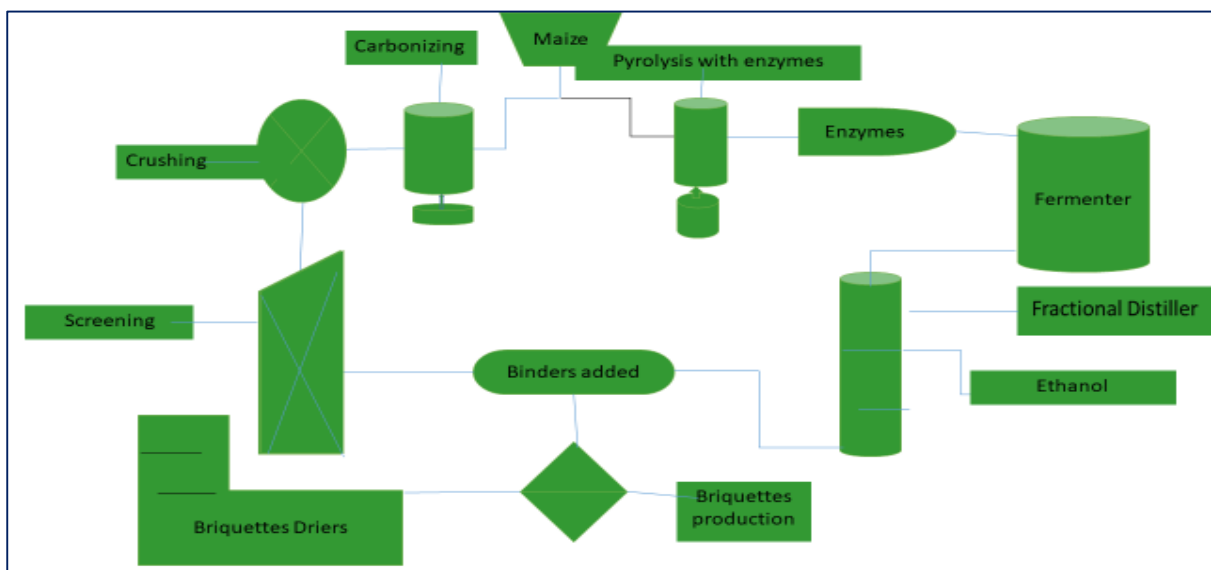 Maize
Carbonizing
Pyrolysis with enzymes
Crushing
Enzymes
Fermenter
Screening
Fractional Distiller
Binders added
Ethanol
Briquettes Driers
Briquettes
production